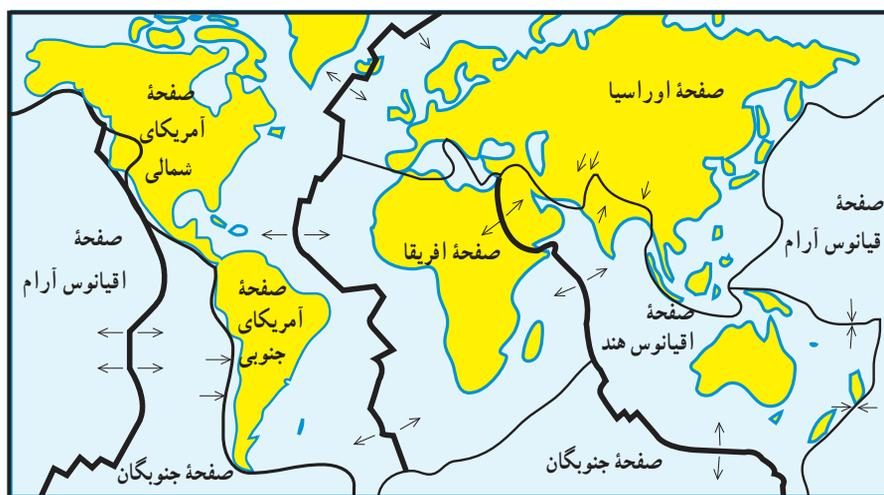 صفحهٔ
آمریکای
شمالی
صفحهٔ اوراسیا
صفحهٔ
قیانوس آرام
صفحهٔ
اقیانوس آرام
صفحهٔ افریقا
صفحهٔ
آمریکای
جنوبی
صفحهٔ
اقیانوس هند
صفحهٔ جنوبگان
صفحهٔ جنوبگان